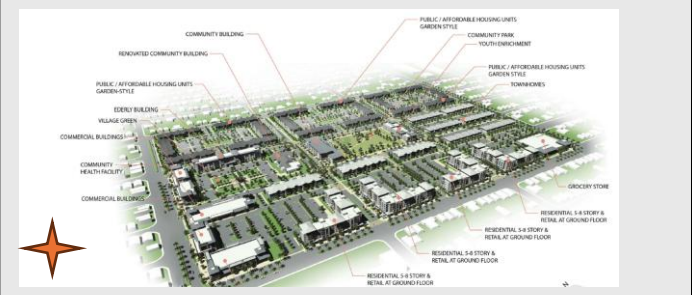 PUBLIC / AFFORDABLE HOUSING UNITS
GARDEN STYLE
COMMUNITY BUILDING
COMMUNITY PARK
YOUTH ENRICHMENT
RENOVATED COMMUNITY BUILDING
PUBLIC / AFFORDABLE HOUSING UNITS
GARDEN STYLE
PUBLIC / AFFORDABLE HOUSING UNITS
GARDEN-STYLE
TOWNHOMES
EDERLY BUILDING
VILLAGE GREEN
COMMERCIAL BUILDINGS
COMMUNITY
HEALTH FACILITY
GROCERY STORE
COMMERCIAL BUILDINGS
RESIDENTIAL 5-8 STORY &
RETAIL AT GROUND FLOOR
RESIDENTIAL 5-8 STORY &
RETAIL AT GROUND FLOOR
RESIDENTIAL 5-8 STORY &
RETAIL AT GROUND FLOOR
RESIDENTIAL 5-8 STORY &
RETAIL AT GROUND FLOOR
N